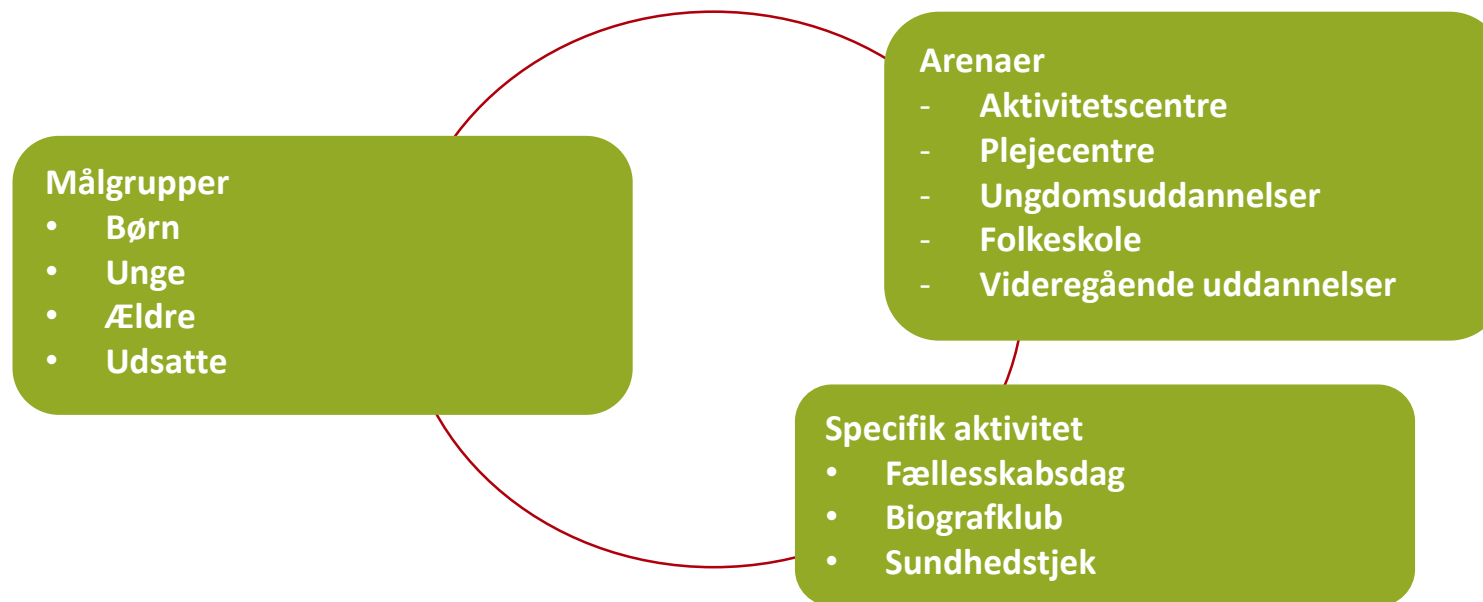 Målgrupper
• Børn
• Unge
• Ældre
• Udsatte
Arenaer
- Aktivitetscentre
- Plejecentre
- Ungdomsuddannelser
- Folkeskole
- Videregående uddannelser
Specifik aktivitet
• Fællesskabsdag
• Biografklub
• Sundhedstjek